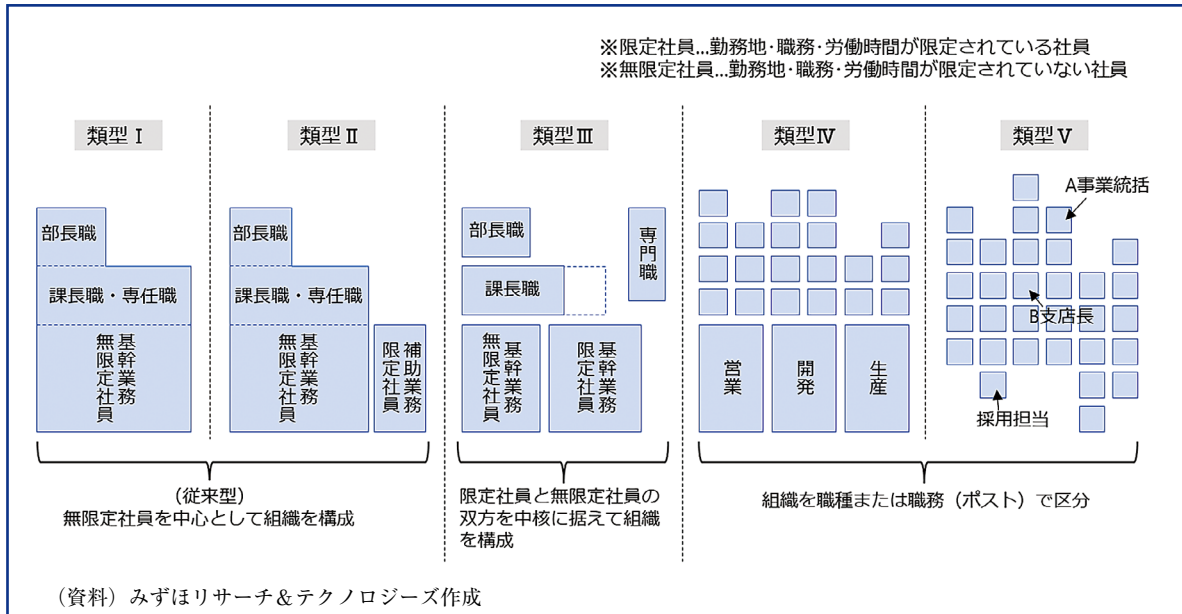 ※限定社員…勤務地・職務・労働時間が限定されている社員
※無限定社員…勤務地・職務・労働時間が限定されていない社員
類型Ⅰ
部長職
課長職・専任職
基幹業務
無限定社員
類型Ⅱ
部長職
課長職・専任職
基幹業務
無限定社員
補助業務
限定社員
(従来型)
無限定社員を中心として組織を構成
類型Ⅲ
部長職
専門職
課長職
基幹業務
無限定社員
基幹業務
限定社員
限定社員と無限定社員の
双方を中核に据えて組織
を構成
類型Ⅳ
営業
開発
生産
類型Ⅴ
A事業統括
B支店長
採用担当
組織を職種または職務（ポスト）で区分
（資料）みずほリサーチ＆テクノロジーズ作成